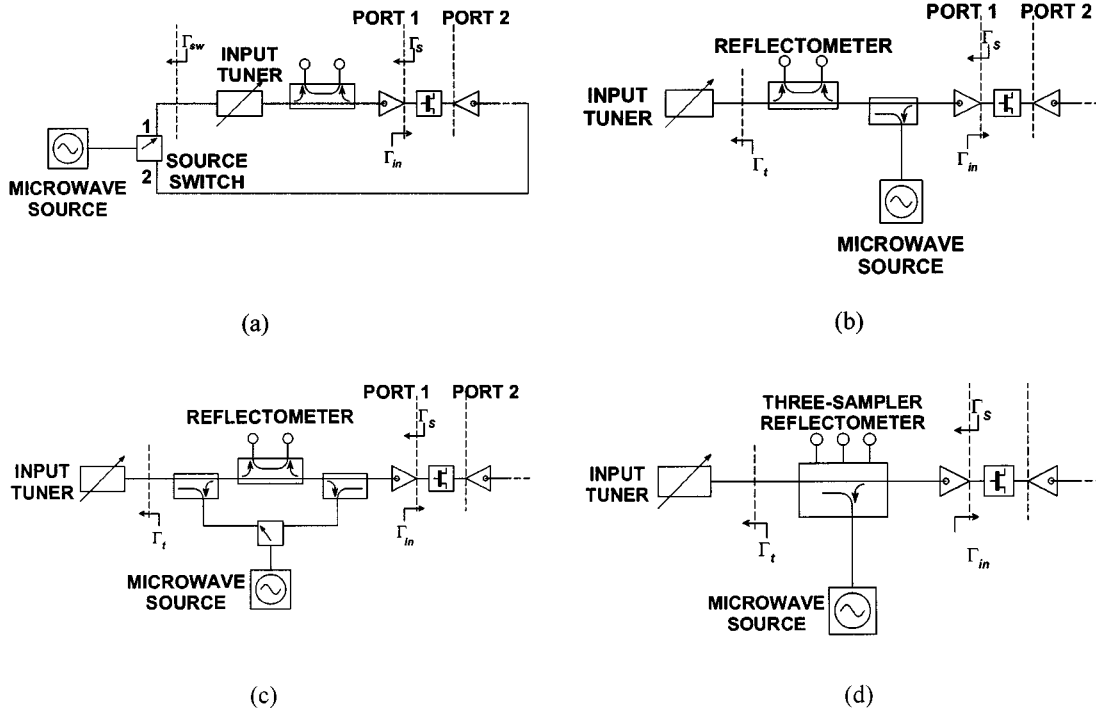 PORT 1
PORT 2
Γsw
INPUT
TUNER
Γs
1
2
SOURCE
SWITCH
MICROWAVE
SOURCE
Γin
(a)
PORT 1
PORT 2
REFLECTOMETER
Γs
INPUT
TUNER
Γt
Γin
MICROWAVE
SOURCE
(b)
PORT 1
PORT 2
REFLECTOMETER
Γs
INPUT
TUNER
Γt
Γin
MICROWAVE
SOURCE
(c)
THREE-SAMPLER
REFLECTOMETER
ΓS
INPUT
TUNER
Γt
Γin
MICROWAVE
SOURCE
(d)